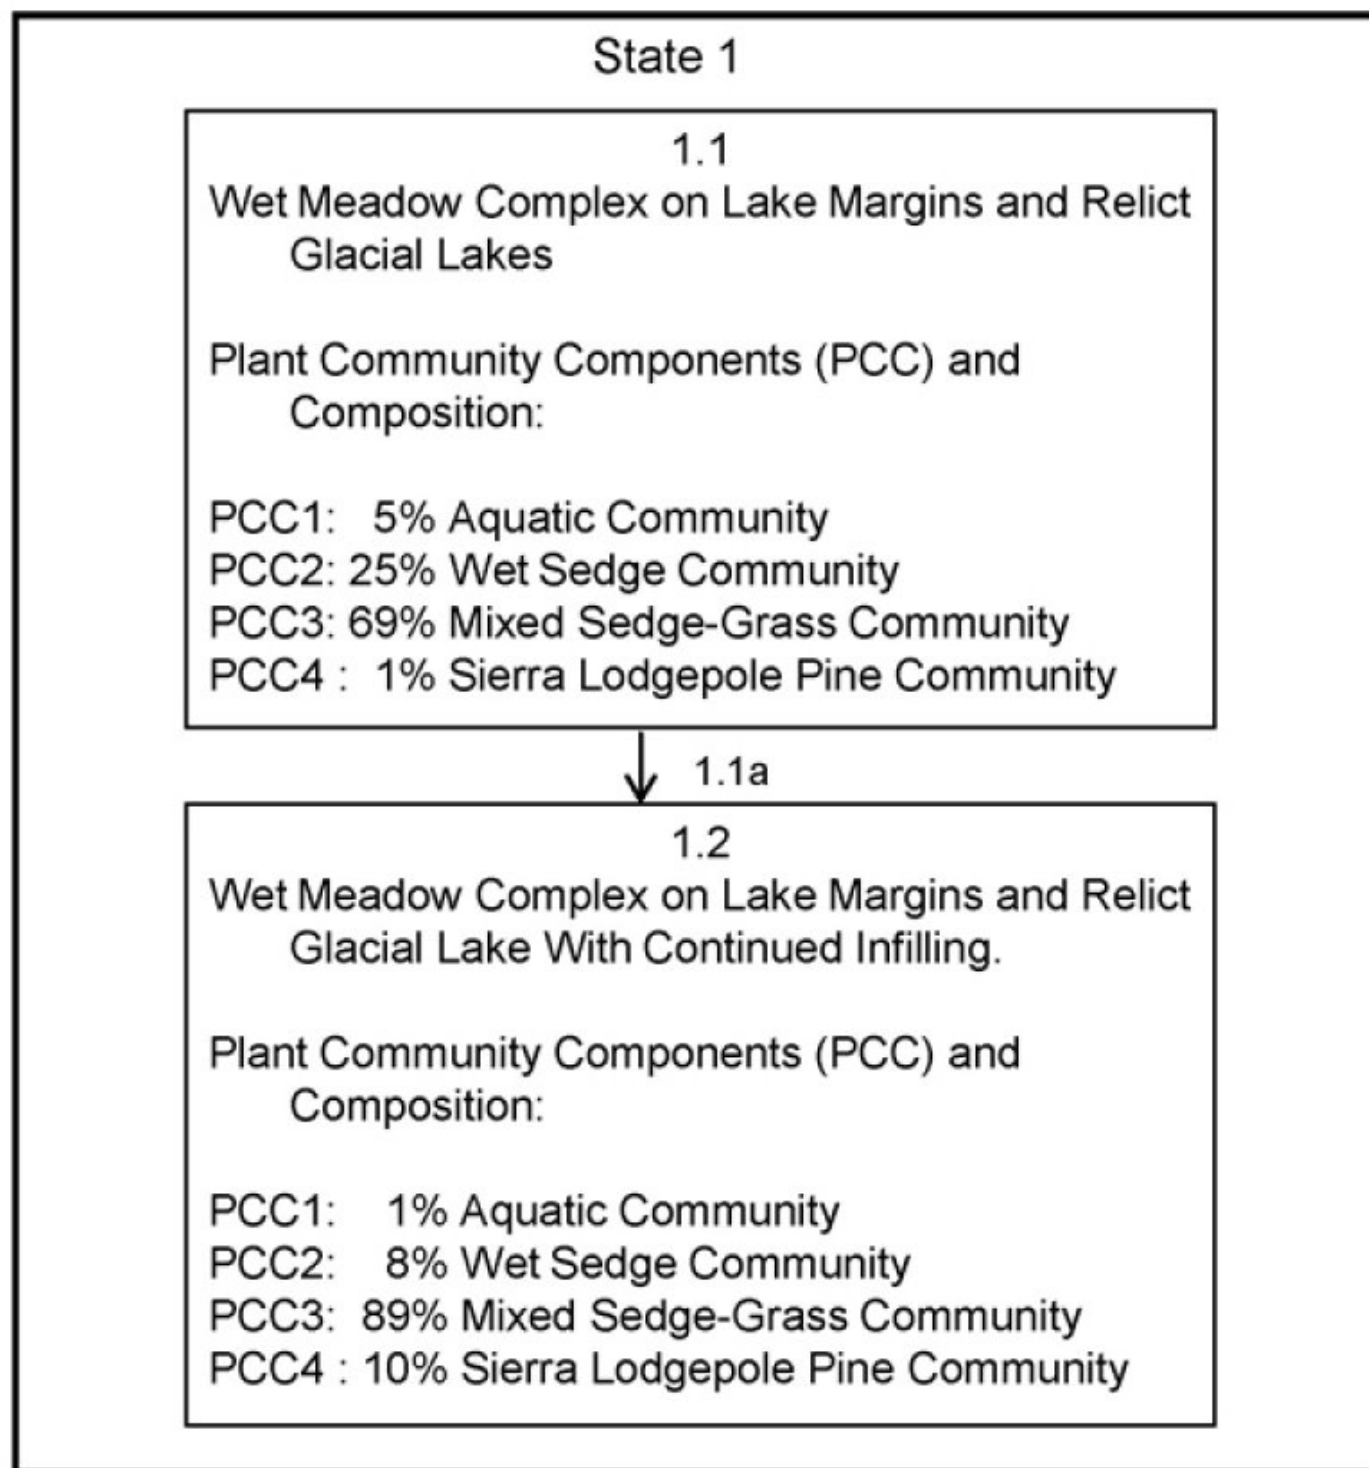 State 1
1.1
Wet Meadow Complex on Lake Margins and Relict
Glacial Lakes
Plant Community Components (PCC) and
Composition:
PCC1: 5% Aquatic Community
PCC2: 25% Wet Sedge Community
PCC3: 69% Mixed Sedge-Grass Community
PCC4 : 1% Sierra Lodgepole Pine Community
1.1a
1.2
Wet Meadow Complex on Lake Margins and Relict
Glacial Lake With Continued Infilling.
Plant Community Components (PCC) and
Composition:
PCC1: 1% Aquatic Community
PCC2: 8% Wet Sedge Community
PCC3: 89% Mixed Sedge-Grass Community
PCC4 : 10% Sierra Lodgepole Pine Community